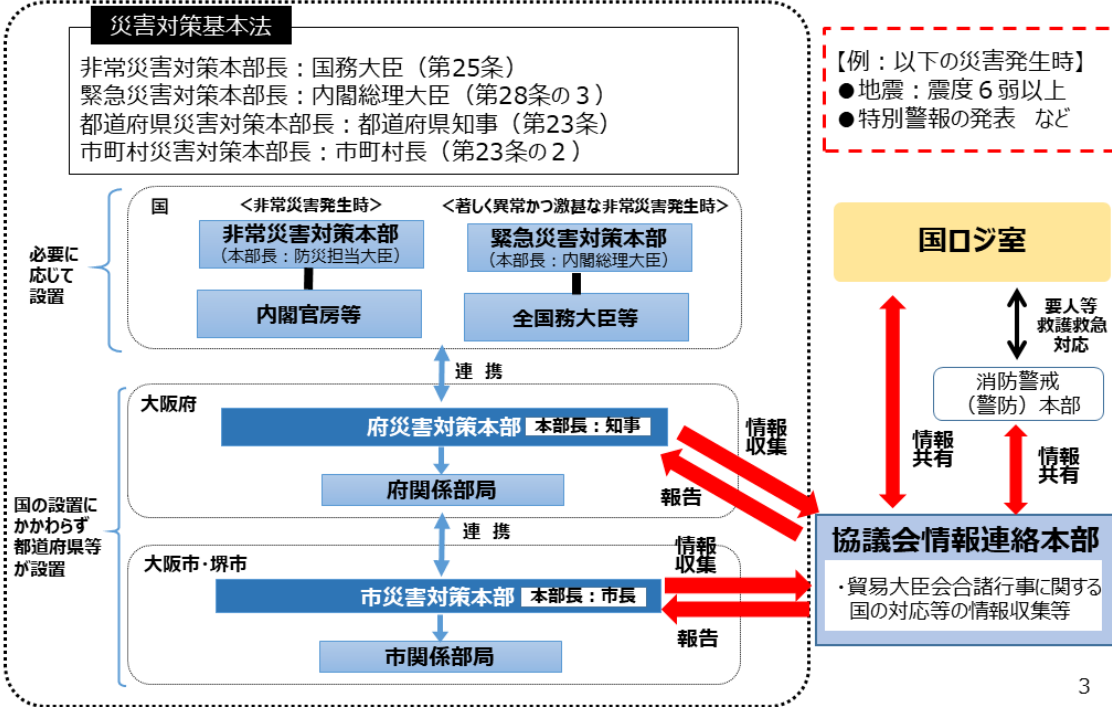 災害対策基本法
非常災害対策本部長：国務大臣（第25条）
緊急災害対策本部長：内閣総理大臣（第28条の３）
都道府県災害対策本部長：都道府県知事（第23条）
市町村災害対策本部長：市町村長（第23条の２）
【例：以下の災害発生時】
●地震：震度６弱以上
●特別警報の発表　など
必要に
応じて
設置
国
＜非常災害発生時＞
非常災害対策本部
（本部長：防災担当大臣）
内閣官房等
＜著しく異常かつ激甚な非常災害発生時＞
緊急災害対策本部
（本部長：内閣総理大臣）
全国務大臣等
連 携
国の設置に
かかわらず
都道府県等
が設置
大阪府
府災害対策本部 本部長：知事
府関係部局
連 携
大阪市・堺市
市災害対策本部 本部長：市長
市関係部局
情報
収集
報告
情報
収集
報告
国ロジ室
要人等
救護救急
対応
消防警戒
（警防）本部
情報
共有
情報
共有
協議会情報連絡本部
・貿易大臣会合諸行事に関する
国の対応等の情報収集等
3